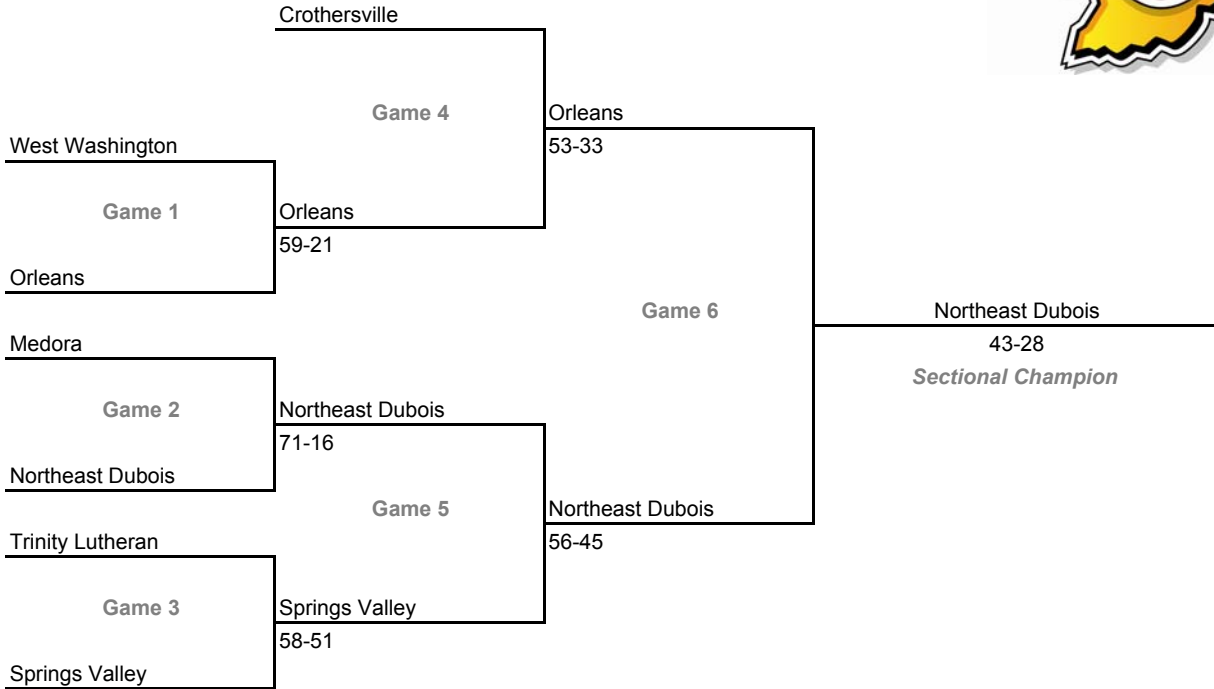 Crothersville
Game 4
Orleans
West Washington
53-33
Game 1
Orleans
59-21
Orleans
Game 6
Northeast Dubois
Medora
43-28
Sectional Champion
Game 2
Northeast Dubois
71-16
Northeast Dubois
Game 5
Northeast Dubois
Trinity Lutheran
56-45
Game 3
Springs Valley
58-51
Springs Valley